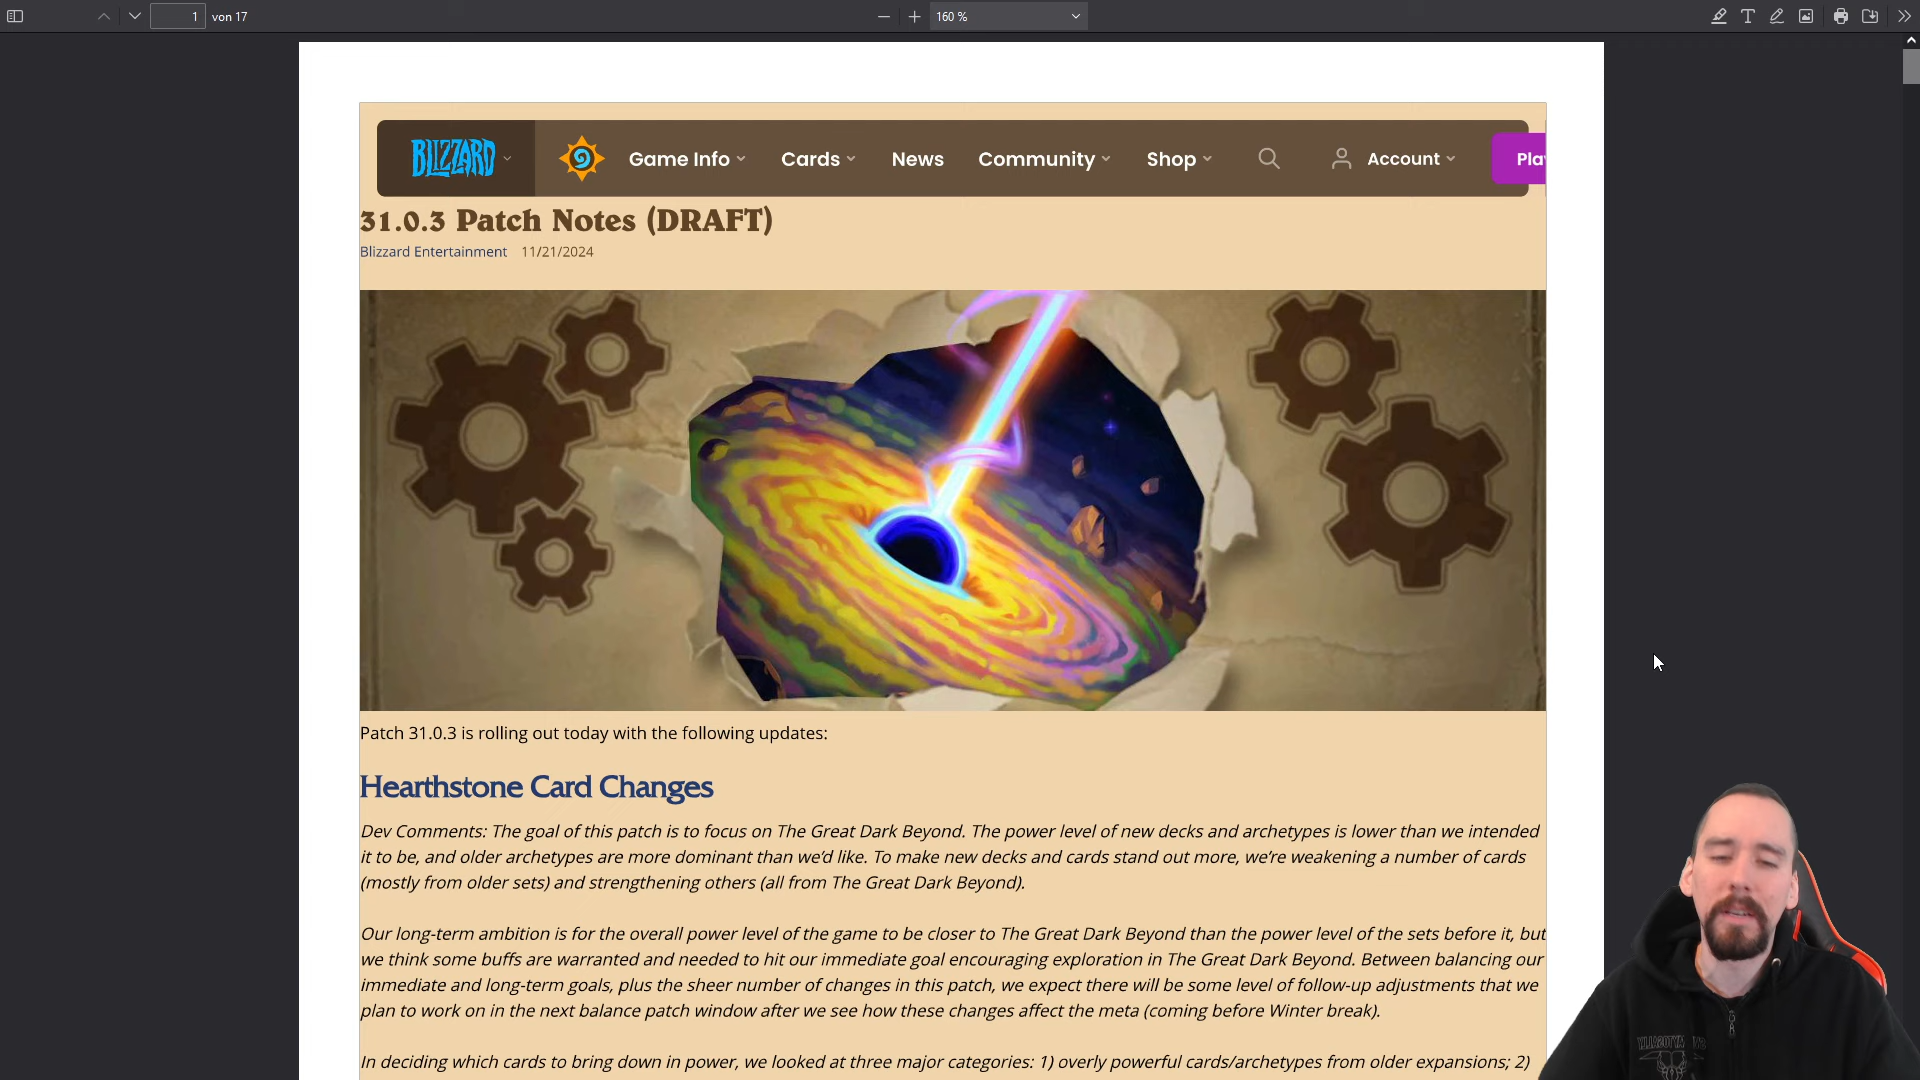 1 von 17
160 %
BLIZZARD
Game Info
Cards
News
Community
Shop
Account
Pla
31.0.3 Patch Notes (DRAFT)
Blizzard Entertainment 11/21/2024
Patch 31.0.3 is rolling out today with the following updates:
Hearthstone Card Changes
Dev Comments: The goal of this patch is to focus on The Great Dark Beyond. The power level of new decks and archetypes is lower than we intended
it to be, and older archetypes are more dominant than we'd like. To make new decks and cards stand out more, we're weakening a number of cards
(mostly from older sets) and strengthening others (all from The Great Dark Beyond).
Our long-term ambition is for the overall power level of the game to be closer to The Great Dark Beyond than the power level of the sets before it, but
we think some buffs are warranted and needed to hit our immediate goal encouraging exploration in The Great Dark Beyond. Between balancing our
immediate and long-term goals, plus the sheer number of changes in this patch, we expect there will be some level of follow-up adjustments that we
plan to work on in the next balance patch window after we see how these changes affect the meta (coming before Winter break).
In deciding which cards to bring down in power, we looked at three major categories: 1) overly powerful cards/archetypes from older expansions; 2)